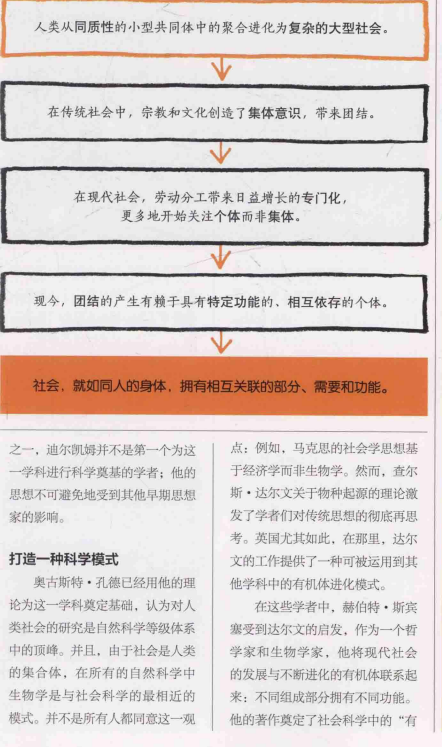 人类从同质性的小型共同体中的聚合进化为复杂的大型社会。
在传统社会中，宗教和文化创造了集体意识，带来团结。
在现代社会，劳动分工带来日益增长的专门化，
更多地开始关注个体而非集体。
现今，团结的产生有赖于具有特定功能的、相互依存的个体。
社会，就如同人的身体，拥有相互关联的部分、需要和功能。
之一，迪尔凯姆并不是第一个为这
一学科进行科学奠基的学者；他的
思想不可避免地受到其他早期思想
家的影响。
打造一种科学模式
奥古斯特·孔德已经用他的理
论为这一学科奠定基础，认为对人
类社会的研究是自然科学等级体系
中的顶峰。并且，由于社会是人类
的集合体，在所有的自然科学中
生物学是与社会科学的最相近的
模式。并不是所有人都同意这一观
点：例如，马克思的社会学思想基
于经济学而非生物学。然而，查尔
斯·达尔文关于物种起源的理论激
发了学者们对传统思想的彻底再思
考。英国尤其如此，在那里，达尔
文的工作提供了一种可被运用到其
他学科中的有机体进化模式。
在这些学者中，赫伯特·斯宾
塞受到达尔文的启发，作为一个哲
学家和生物学家，他将现代社会
的发展与不断进化的有机体联系起
来：不同组成部分拥有不同功能。
他的著作奠定了社会科学中的“有